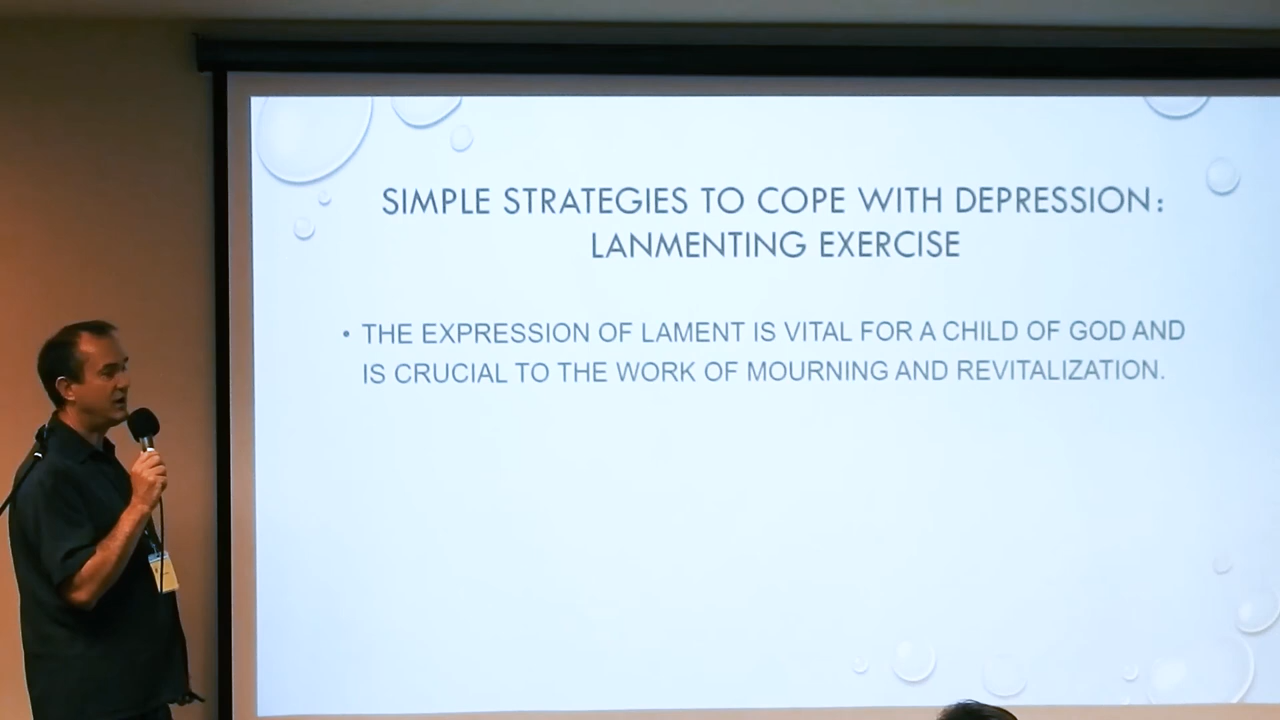 SIMPLE STRATEGIES TO COPE WITH DEPRESSION:
LANMENTING EXERCISE
• THE EXPRESSION OF LAMENT IS VITAL FOR A CHILD OF GOD AND
IS CRUCIAL TO THE WORK OF MOURNING AND REVITALIZATION.